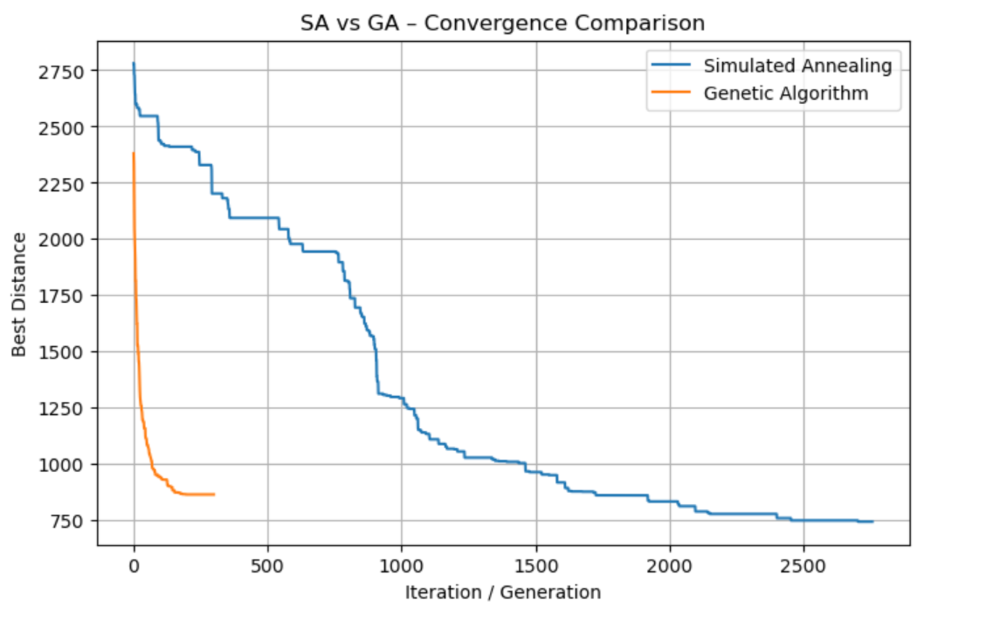 SA vs GA – Convergence Comparison
Simulated Annealing
Genetic Algorithm
Best Distance
2750
2500
2250
2000
1750
1500
1250
1000
750
0 500 1000 1500 2000 2500
Iteration / Generation